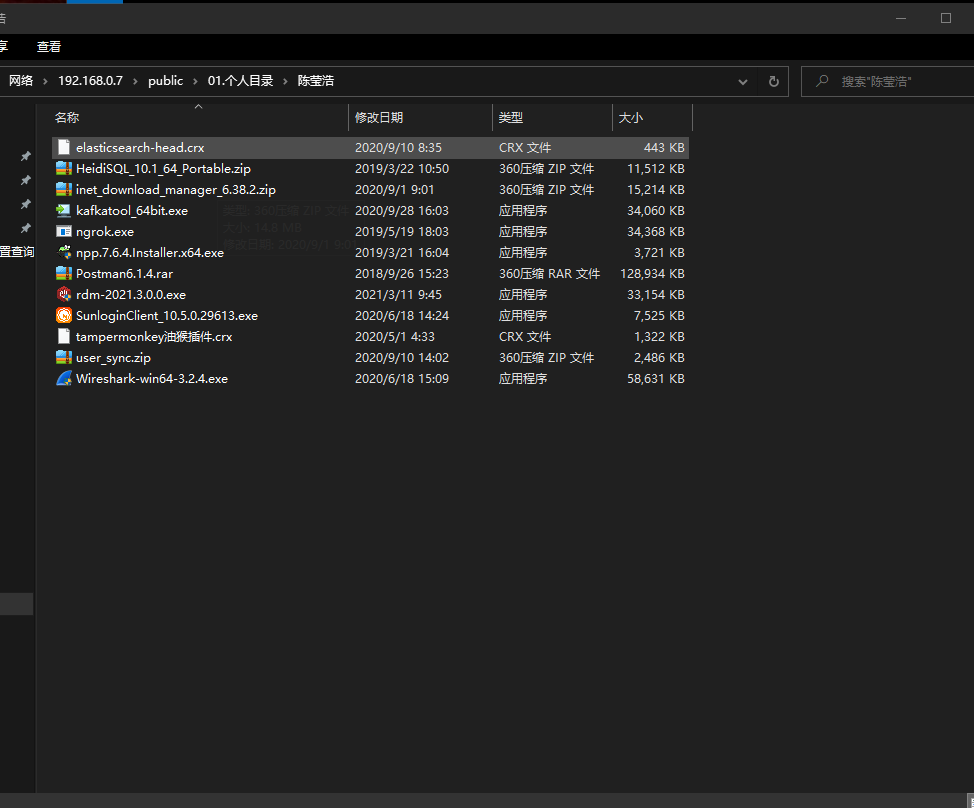 浩
享 查看
网络 › 192.168.0.7 › public › 01.个人目录 › 陈莹浩 搜索"陈莹浩"
名称 修改日期 类型 大小
elasticsearch-head.crx 2020/9/10 8:35 CRX 文件 443 KB
HeidiSQL_10.1_64_Portable.zip 2019/3/22 10:50 360压缩 ZIP 文件 11,512 KB
inet_download_manager_6.38.2.zip 2020/9/1 9:01 360压缩 ZIP 文件 15,214 KB
kafkatool_64bit.exe 2020/9/28 16:03 应用程序 34,060 KB
类型: 360压缩 ZIP 文件
ngrok.exe 2019/5/19 18:03 应用程序 34,368 KB
大小: 14.8 MB
修改日期: 2020/9/1 9:01
置查询
npp.7.6.4.Installer.x64.exe 2019/3/21 16:04 应用程序 3,721 KB
Postman6.1.4.rar 2018/9/26 15:23 360压缩 RAR 文件 128,934 KB
rdm-2021.3.0.0.exe 2021/3/11 9:45 应用程序 33,154 KB
SunloginClient_10.5.0.29613.exe 2020/6/18 14:24 应用程序 7,525 KB
tampermonkey油猴插件.crx 2020/5/1 4:33 CRX 文件 1,322 KB
user_sync.zip 2020/9/10 14:02 360压缩 ZIP 文件 2,486 KB
Wireshark-win64-3.2.4.exe 2020/6/18 15:09 应用程序 58,631 KB